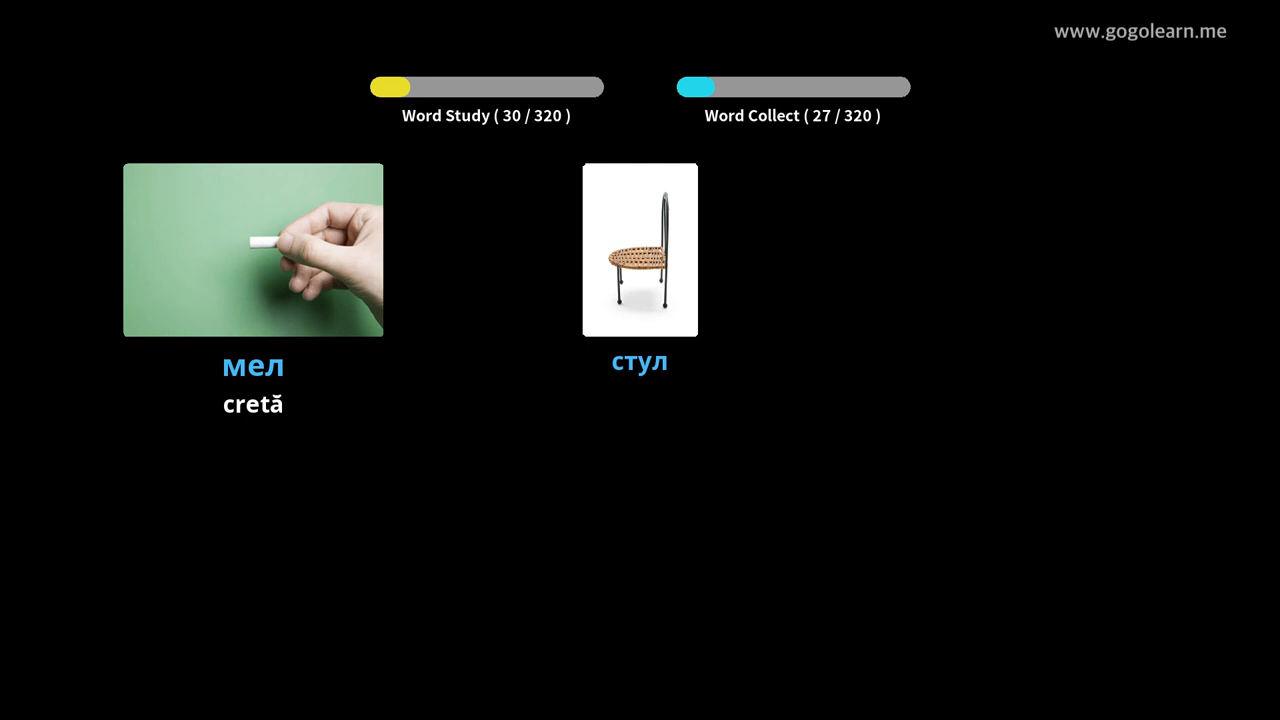 www.gogolearn.me
Word Study ( 30 / 320 )
Word Collect ( 27 / 320 )
мел
cretă
стул